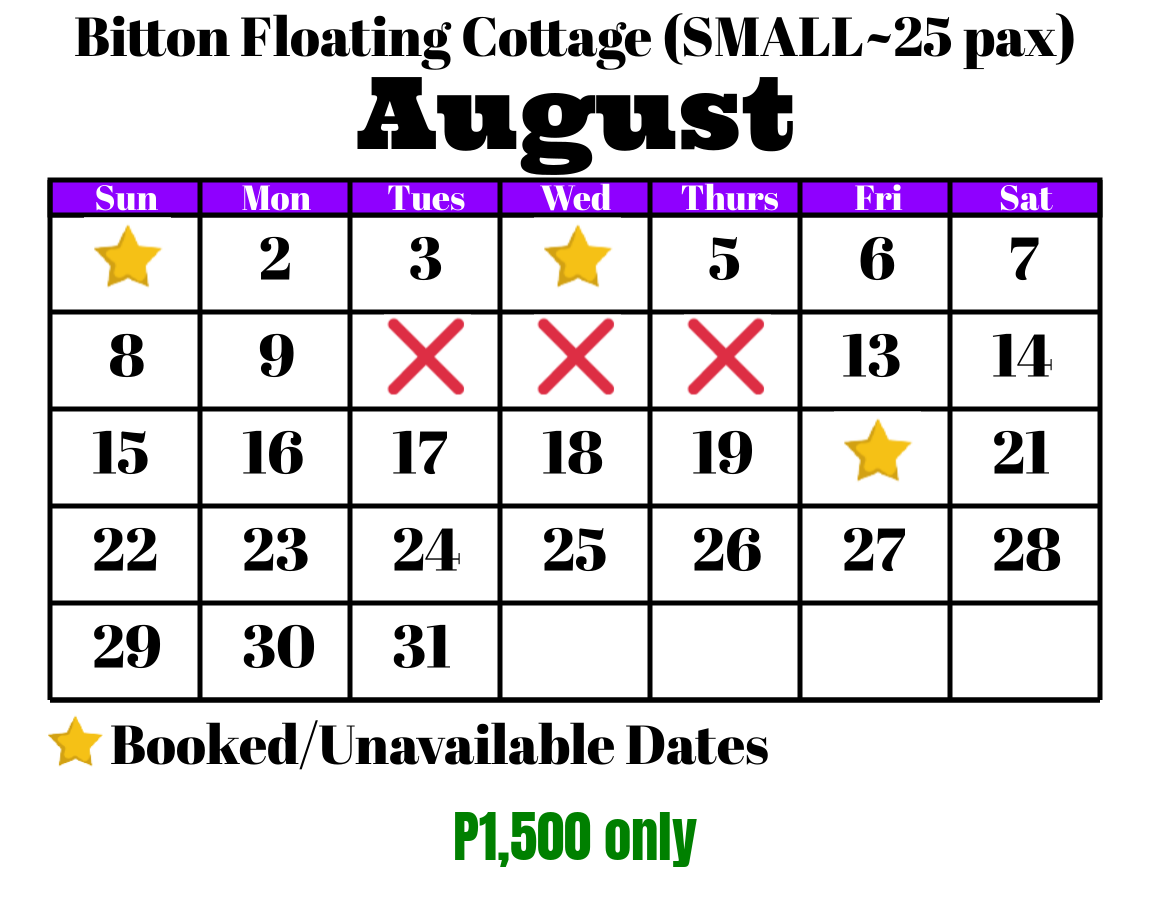 Bitton Floating Cottage (SMALL~25 pax)
August
Sun Mon Tues Wed Thurs Fri Sat
2 3 5 6 7
8 9 13 14
15 16 17 18 19 21
22 23 24 25 26 27 28
29 30 31
Booked/Unavailable Dates
P1,500 only